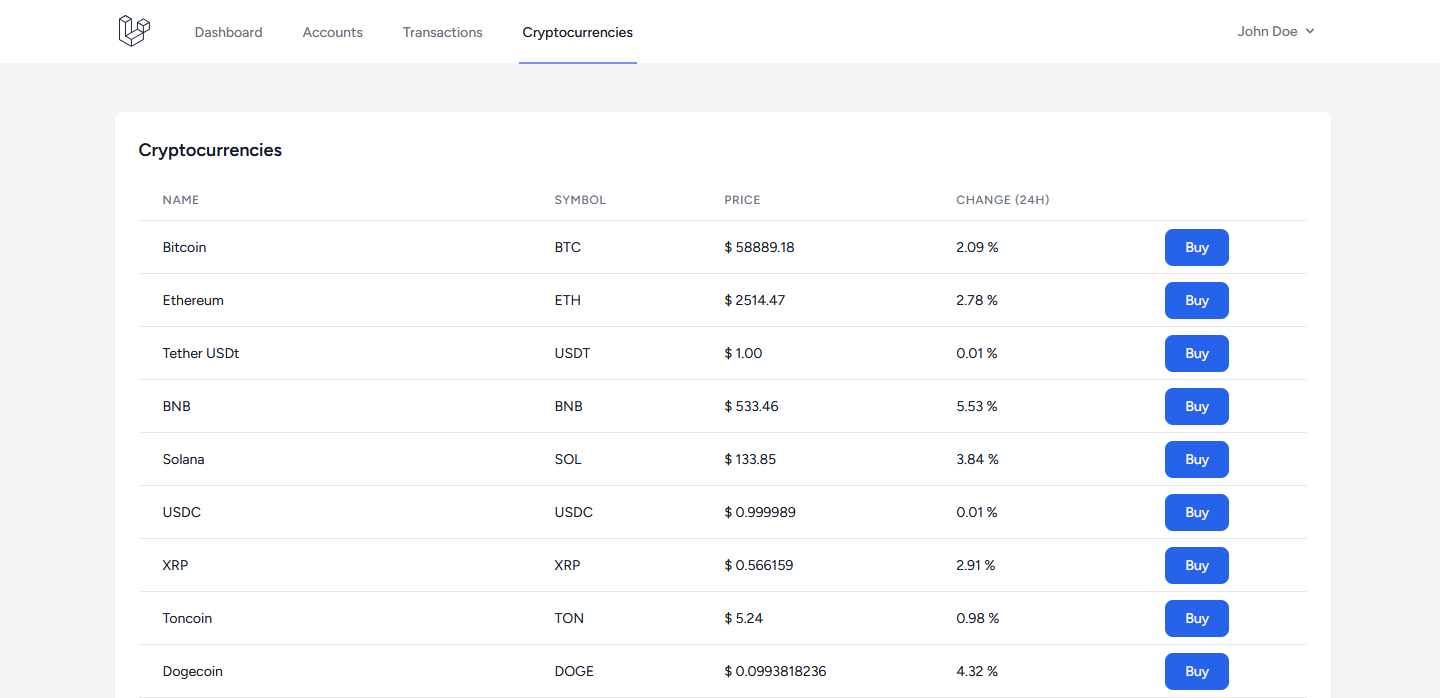 Dashboard Accounts Transactions Cryptocurrencies John Doe
Cryptocurrencies
NAME SYMBOL PRICE CHANGE (24H)
Bitcoin BTC $ 58889.18 2.09 % Buy
Ethereum ETH $ 2514.47 2.78 % Buy
Tether USDt USDT $ 1.00 0.01 % Buy
BNB BNB $ 533.46 5.53 % Buy
Solana SOL $ 133.85 3.84 % Buy
USDC USDC $ 0.999989 0.01 % Buy
XRP XRP $ 0.566159 2.91 % Buy
Toncoin TON $ 5.24 0.98 % Buy
Dogecoin DOGE $ 0.0993818236 4.32 % Buy